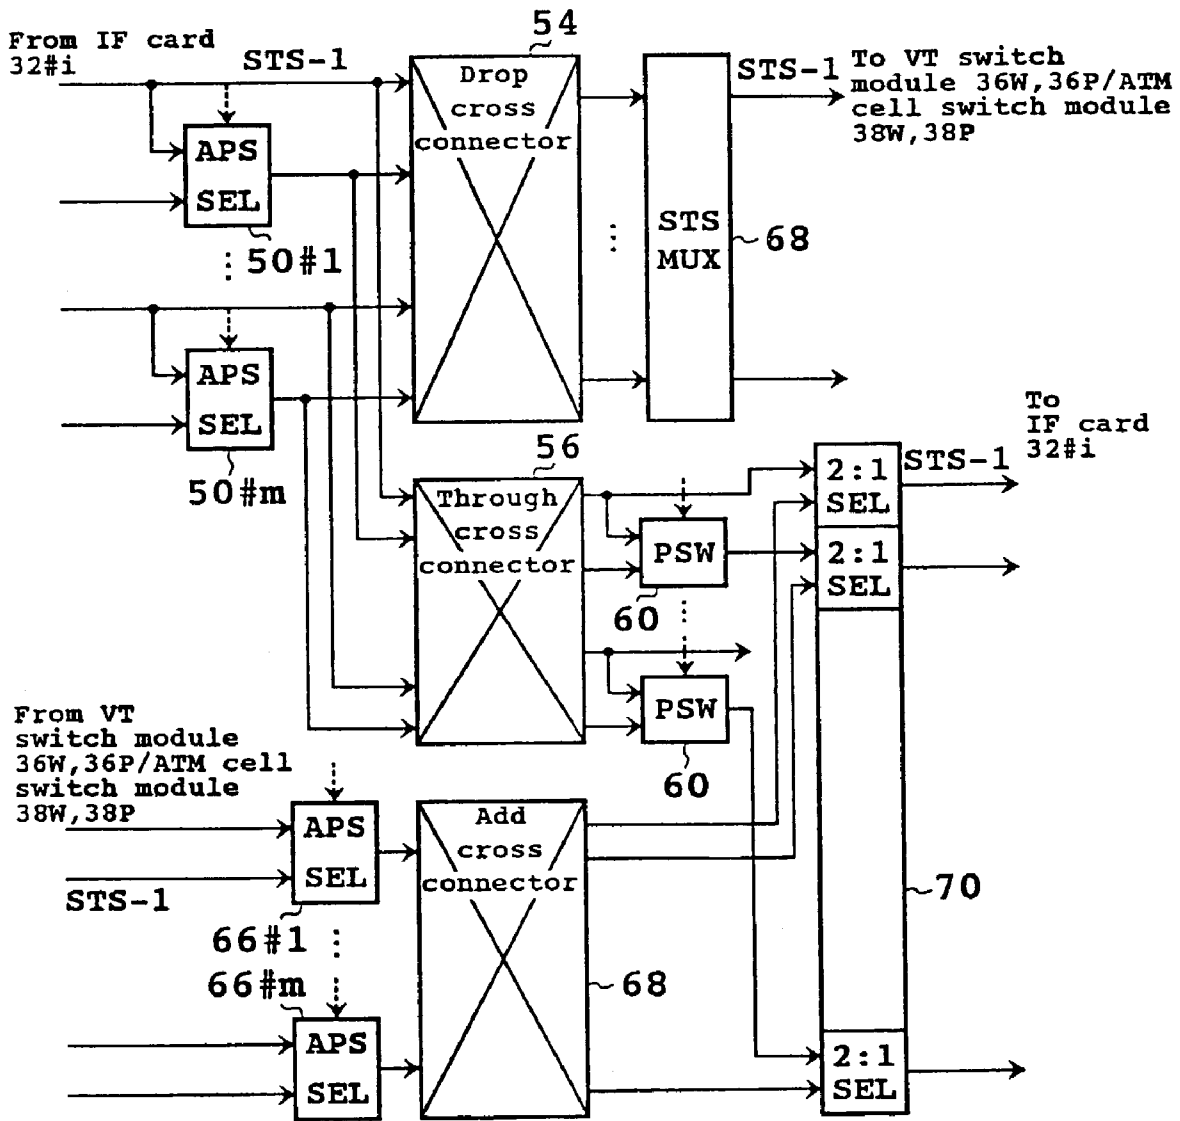 From IF card
32#i
STS-1
54
Drop
cross
connector
STS-1
To VT switch
module 36W,36P/ATM
cell switch module
38W,38P
APS
SEL
50#1
STS
MUX
68
APS
SEL
50#m
56
Through
cross
connector
PSW
60
PSW
60
To
IF card
32#i
2:1
SEL
STS-1
2:1
SEL
From VT
switch module
36W,36P/ATM cell
switch module
38W,38P
STS-1
APS
SEL
66#1
66#m
APS
SEL
Add
cross
connector
68
70
2:1
SEL